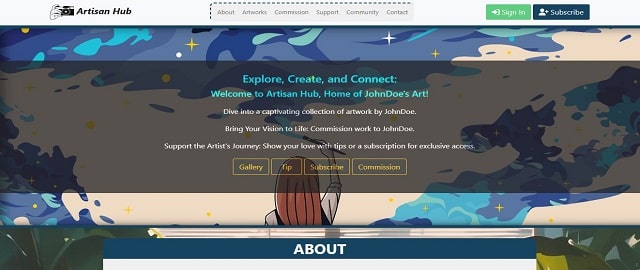 Artisan Hub
About Artworks Commission Support Community Contact
Sign In Subscribe
Explore, Create, and Connect:
Welcome to Artisan Hub, Home of JohnDoe's Art!
Dive into a captivating collection of artwork by JohnDoe.
Bring Your Vision to Life: Commission work to JohnDoe.
Support the Artist's Journey: Show your love with tips or a subscription for exclusive access.
Gallery Tip Subscribe Commission
ABOUT